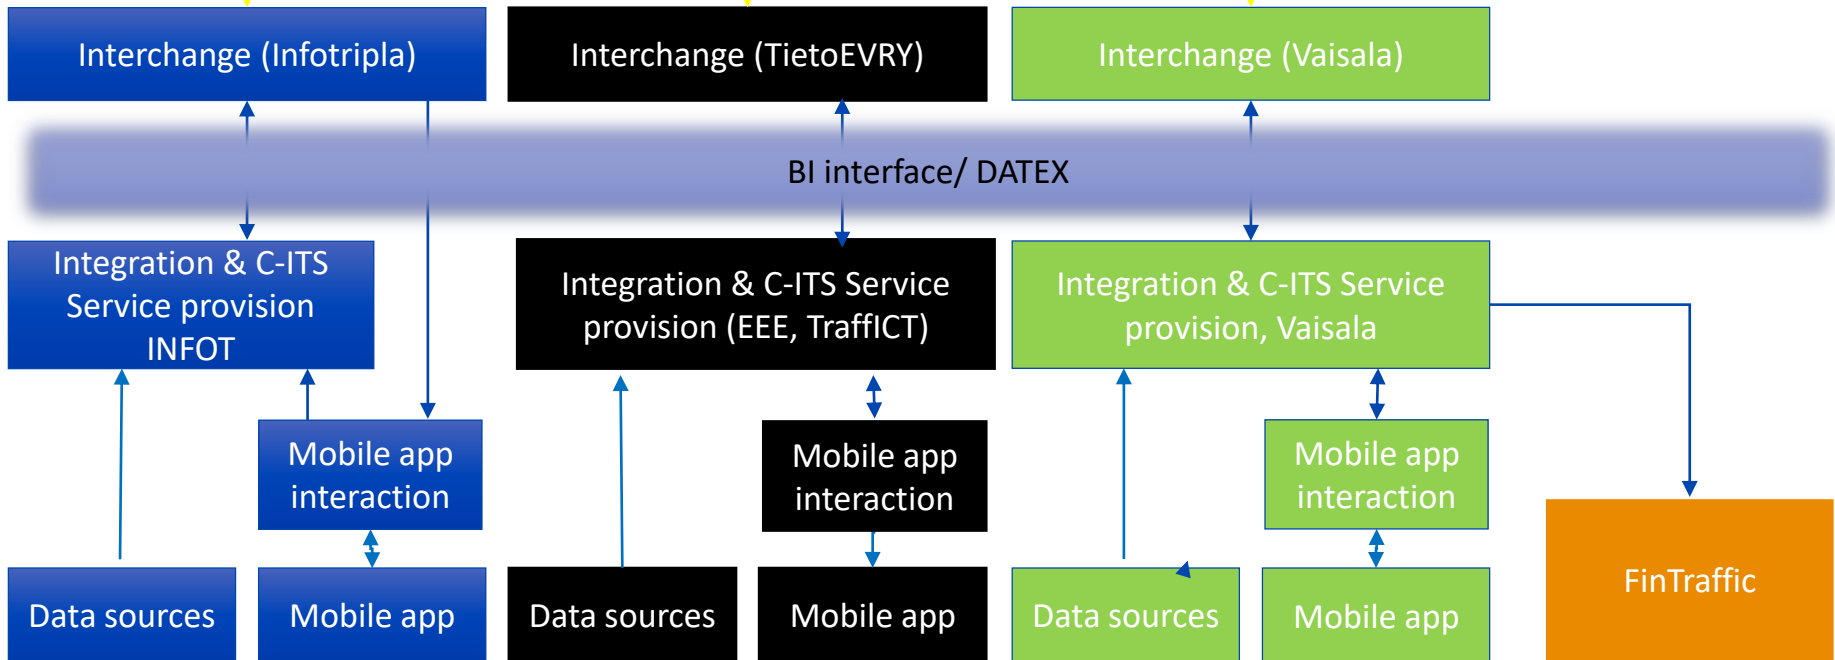 Interchange (Infotripla)
Interchange (TietoEVRY)
Interchange (Vaisala)
BI interface/ DATEX
Integration & C-ITS
Service provision
INFOT
Integration & C-ITS Service
provision (EEE, TraffICT)
Integration & C-ITS Service
provision, Vaisala
Mobile app
interaction
Mobile app
interaction
Mobile app
interaction
Data sources
Mobile app
Data sources
Mobile app
Data sources
Mobile app
FinTraffic